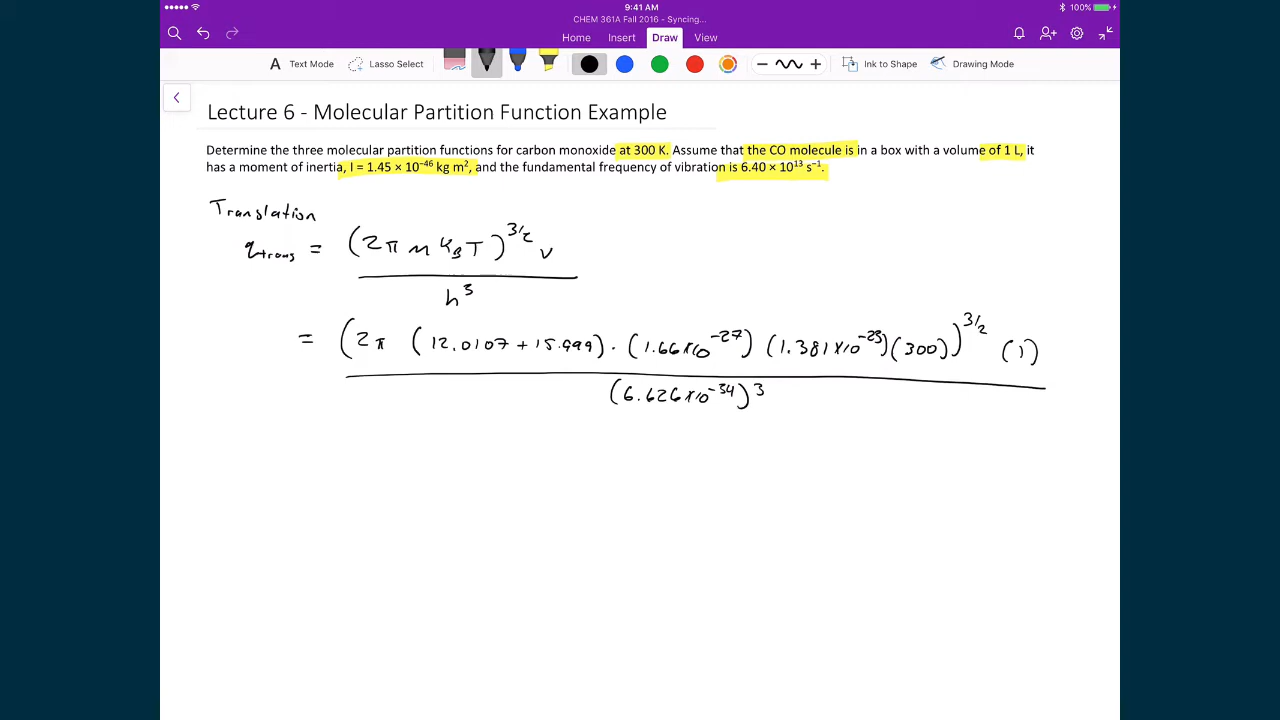 9:41 AM
100%
CHEM 361A Fall 2016 - Syncing...
Home Insert Draw View
A Text Mode Lasso Select Ink to Shape Drawing Mode
Lecture 6 - Molecular Partition Function Example
Determine the three molecular partition functions for carbon monoxide at 300 K. Assume that the CO molecule is in a box with a volume of 1 L, it
has a moment of inertia, I = 1.45 × 10⁻⁴⁶ kg m², and the fundamental frequency of vibration is 6.40 × 10¹³ s⁻¹.
Translation
q_trans = (2π m k_B T)^3/2 V
h³
= (2π (12.0107 + 15.999) · (1.66×10⁻²⁷) (1.381×10⁻²³)(300))^3/2 (1)
(6.626×10⁻³⁴)³